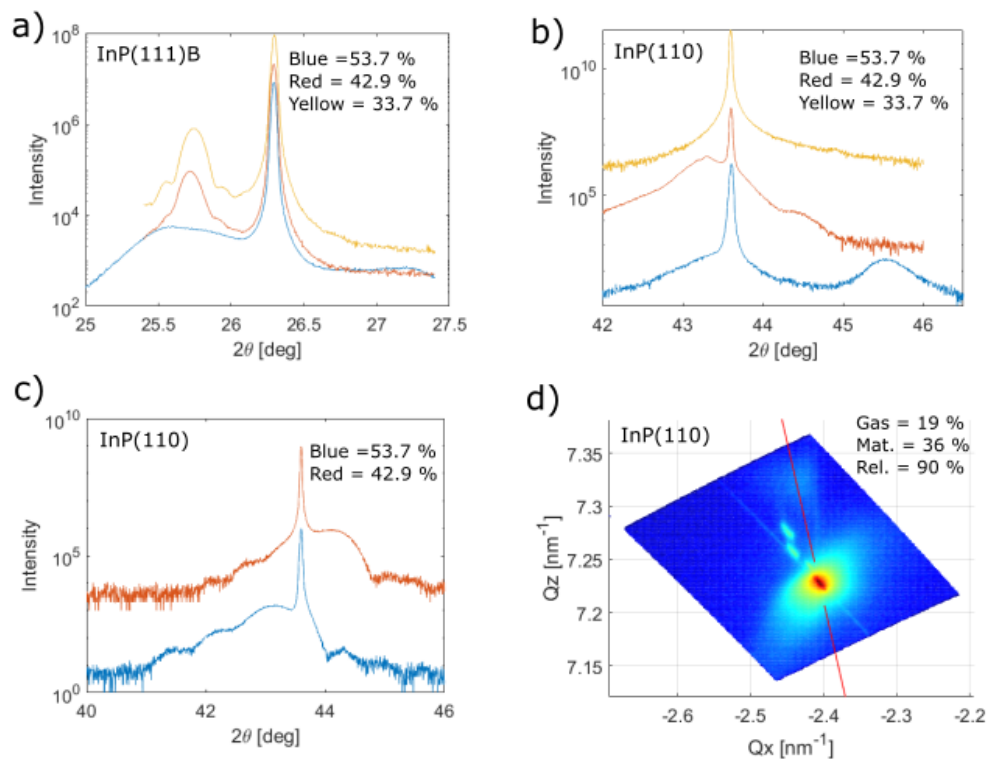 a)
InP(111)B
Blue =53.7 %
Red = 42.9 %
Yellow = 33.7 %
10^8
10^6
10^4
10^2
Intensity
25 25.5 26 26.5 27 27.5
2θ [deg]
b)
InP(110)
Blue =53.7 %
Red = 42.9 %
Yellow = 33.7 %
10^10
10^5
Intensity
42 43 44 45 46
2θ [deg]
c)
InP(110)
Blue =53.7 %
Red = 42.9 %
10^10
10^5
10^0
Intensity
40 42 44 46
2θ [deg]
d)
InP(110)
Gas = 19 %
Mat. = 36 %
Rel. = 90 %
7.35
7.3
7.25
7.2
7.15
Qz [nm^-1]
-2.6 -2.5 -2.4 -2.3 -2.2
Qx [nm^-1]